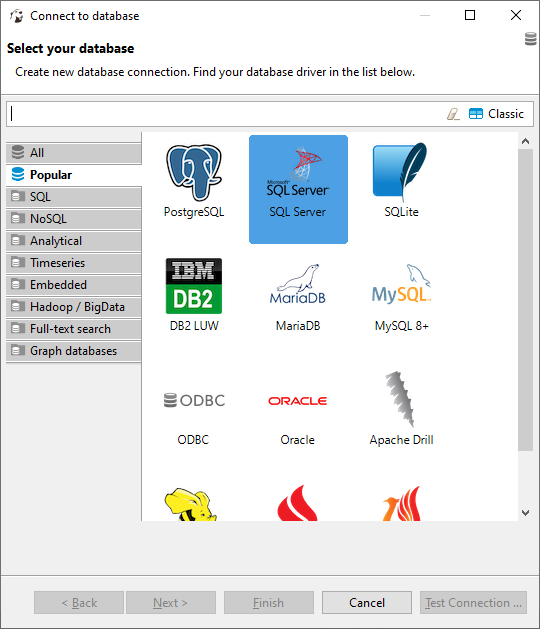 Connect to database
Select your database
Create new database connection. Find your database driver in the list below.
Classic
All
Popular
SQL
NoSQL
Analytical
Timeseries
Embedded
Hadoop / BigData
Full-text search
Graph databases
PostgreSQL
Microsoft
SQL Server
SQL Server
SQLite
IBM
DB2
DB2 LUW
MariaDB
MariaDB
MySQL
MySQL 8+
ODBC
ODBC
ORACLE
Oracle
Apache Drill
< Back
Next >
Finish
Cancel
Test Connection ...